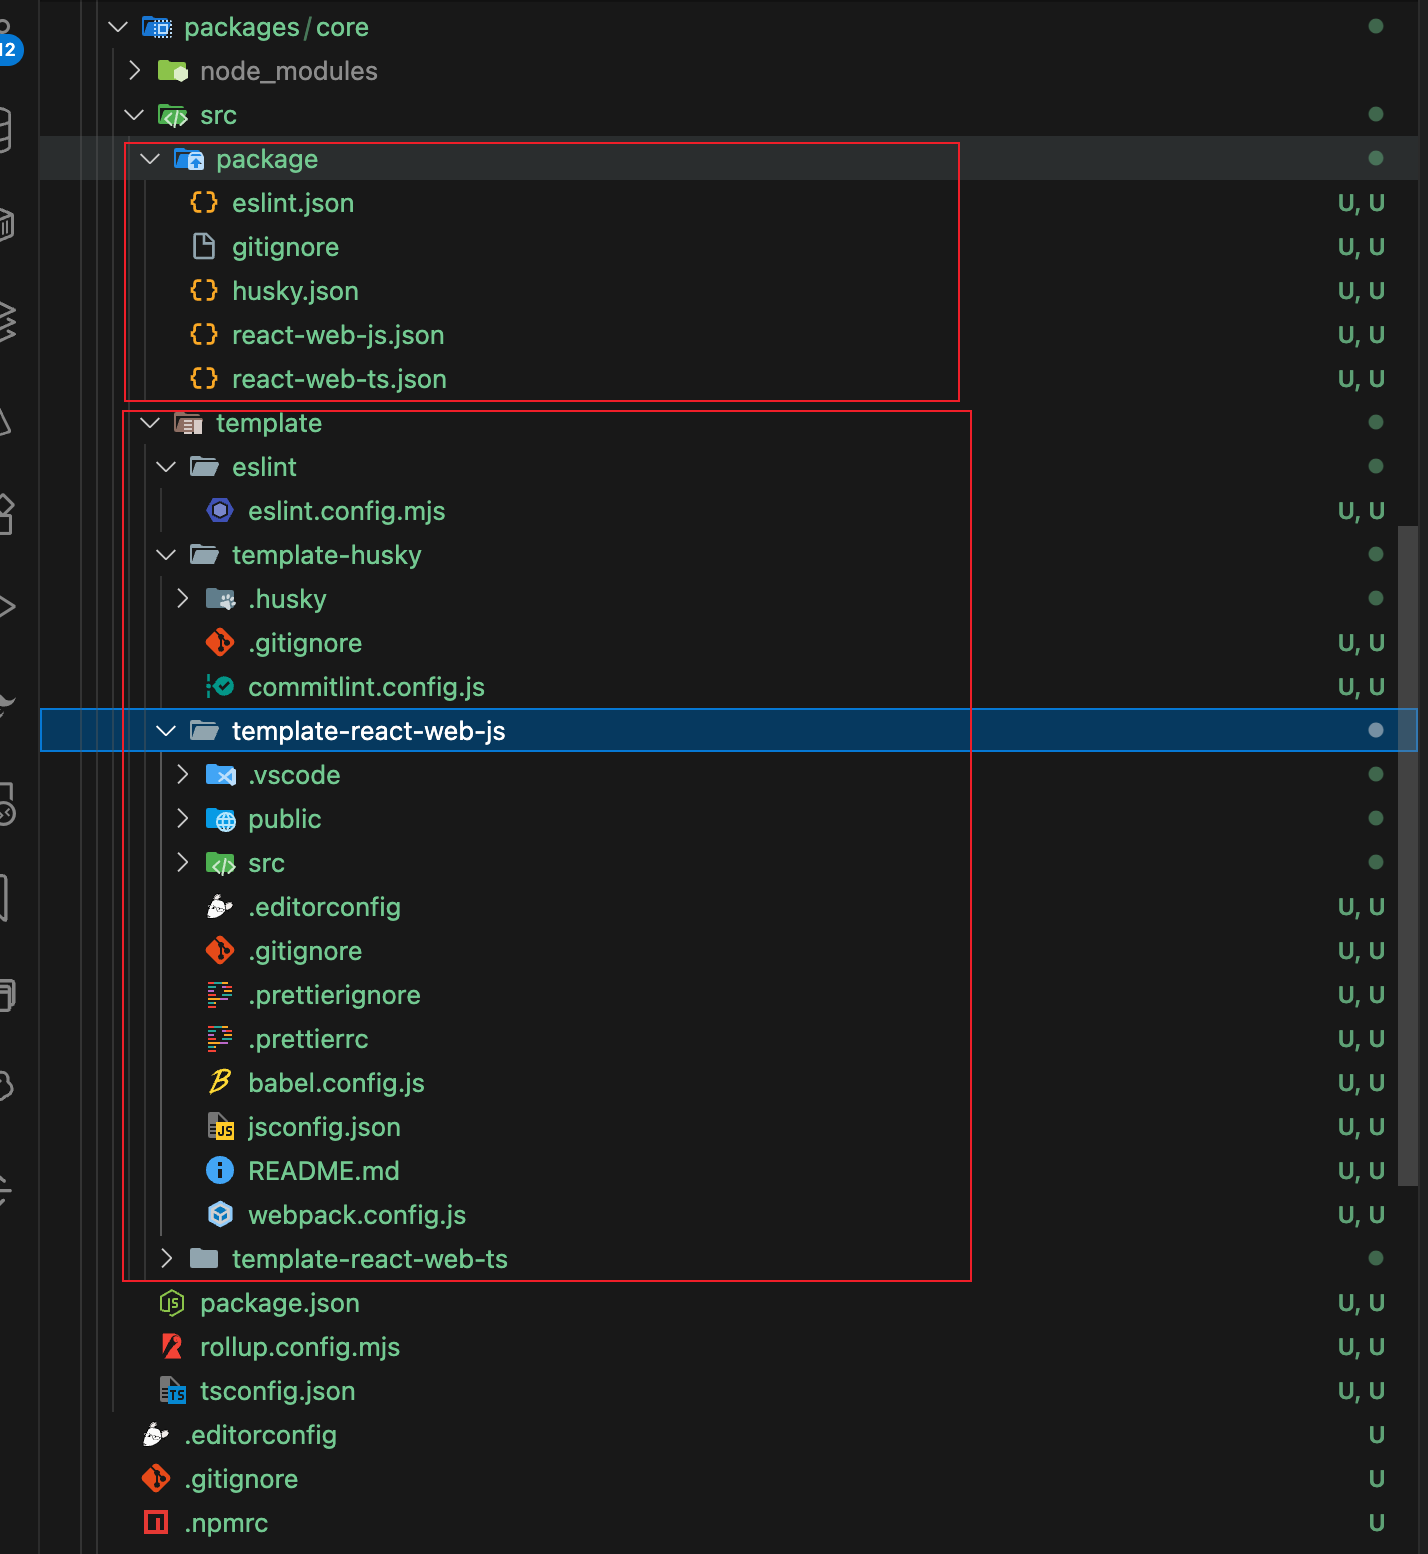 packages/core
12
node_modules
src
package
eslint.json U, U
gitignore U, U
husky.json U, U
react-web-js.json U, U
react-web-ts.json U, U
template
eslint
eslint.config.mjs U, U
template-husky
.husky
.gitignore U, U
commitlint.config.js U, U
template-react-web-js
.vscode
public
src
.editorconfig U, U
.gitignore U, U
.prettierignore U, U
.prettierrc U, U
babel.config.js U, U
jsconfig.json U, U
README.md U, U
webpack.config.js U, U
template-react-web-ts
package.json U, U
rollup.config.mjs U, U
tsconfig.json U, U
.editorconfig U
.gitignore U
.npmrc U